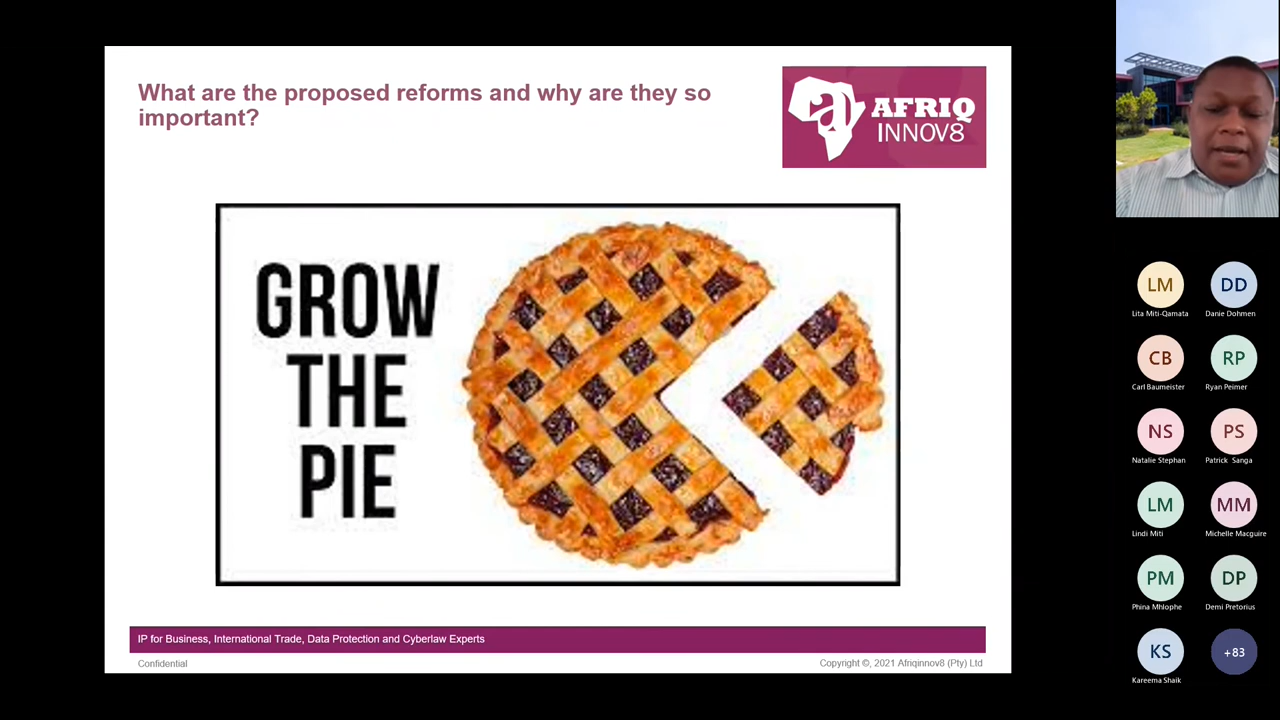 What are the proposed reforms and why are they so
important?
AFRIQ
INNOV8
GROW
THE
PIE
IP for Business, International Trade, Data Protection and Cyberlaw Experts
Confidential
Copyright ©, 2021 Afriqinnov8 (Pty) Ltd
LM
DD
Lita Miti-Qamata
Danie Dohmen
CB
RP
Carl Baumeister
Ryan Peimer
NS
PS
Natalie Stephan
Patrick Sanga
LM
MM
Lindi Miti
Michelle Macguire
PM
DP
Phina Mhlophe
Demi Pretorius
KS
+83
Kareema Shaik